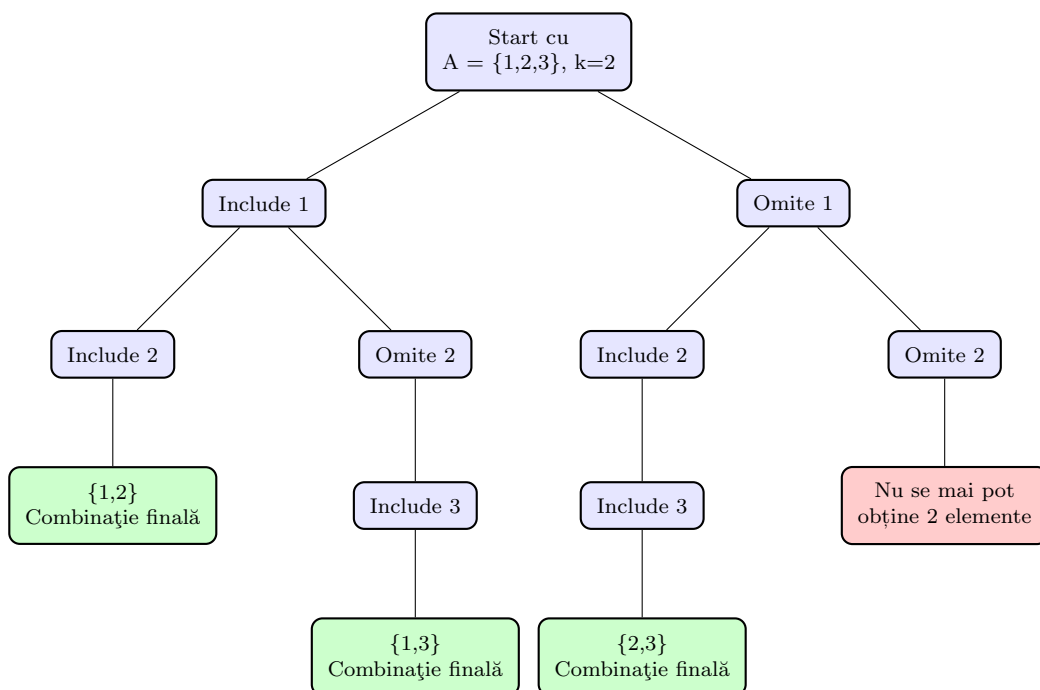 Start cu
A = {1,2,3}, k=2
Include 1
Omite 1
Include 2
Omite 2
Include 2
Omite 2
{1,2}
Combinaţie finală
Include 3
Include 3
Nu se mai pot
obține 2 elemente
{1,3}
Combinaţie finală
{2,3}
Combinaţie finală